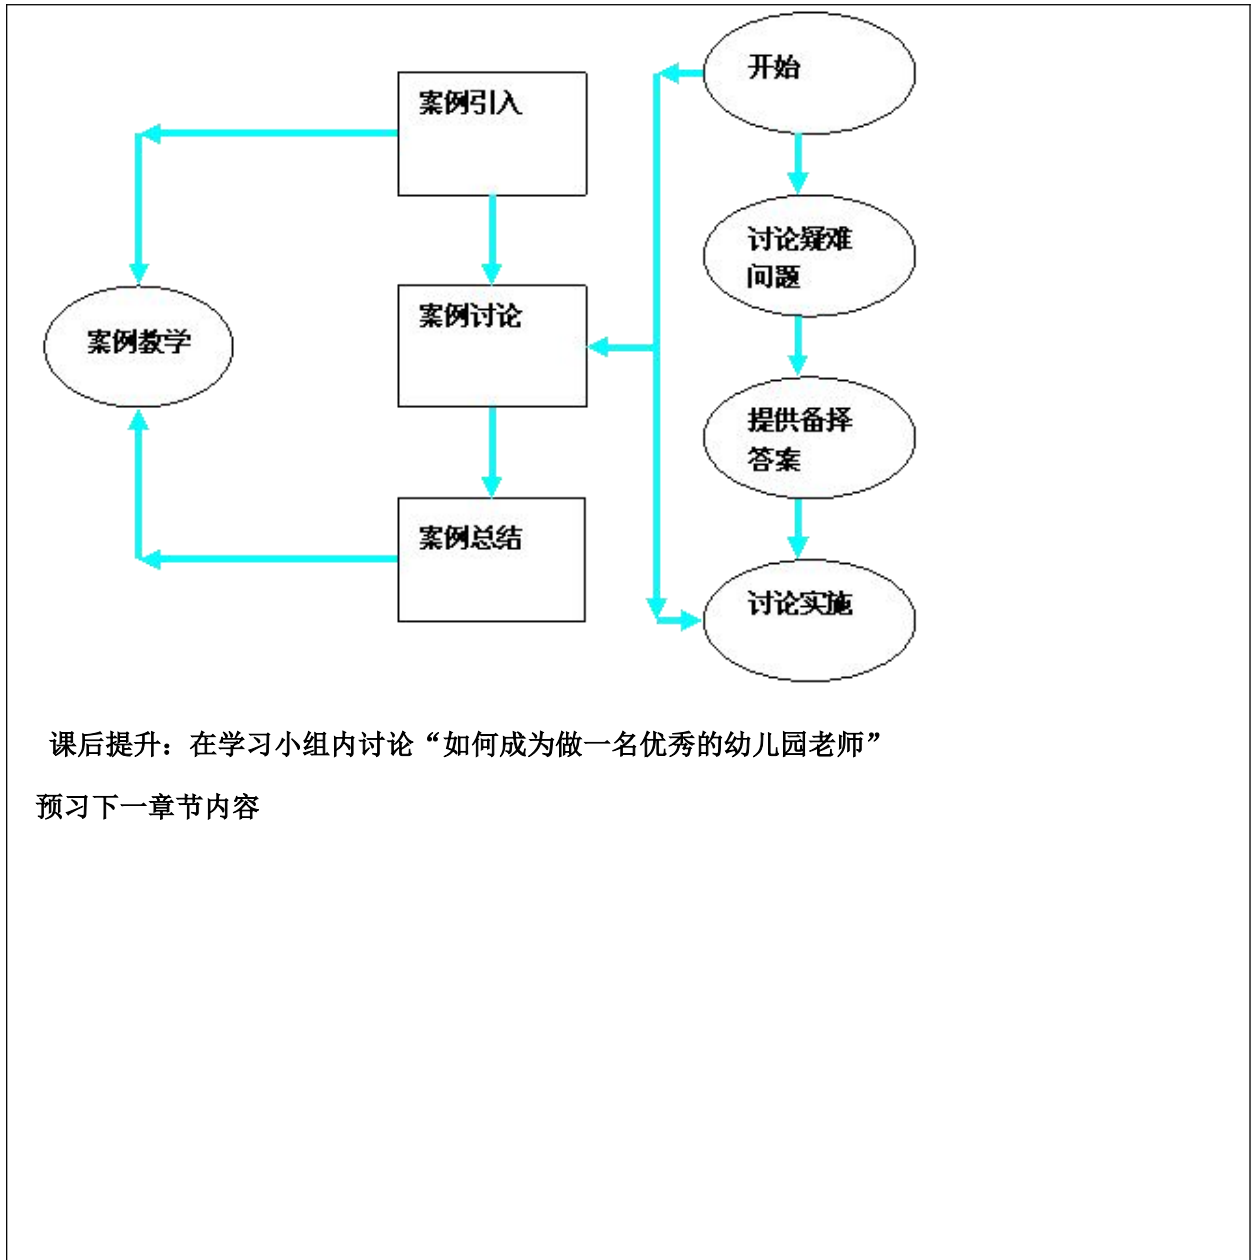 开始
案例引入
讨论疑难
问题
案例讨论
案例教学
提供备择
答案
案例总结
讨论实施
课后提升：在学习小组内讨论“如何成为做一名优秀的幼儿园老师”
预习下一章节内容